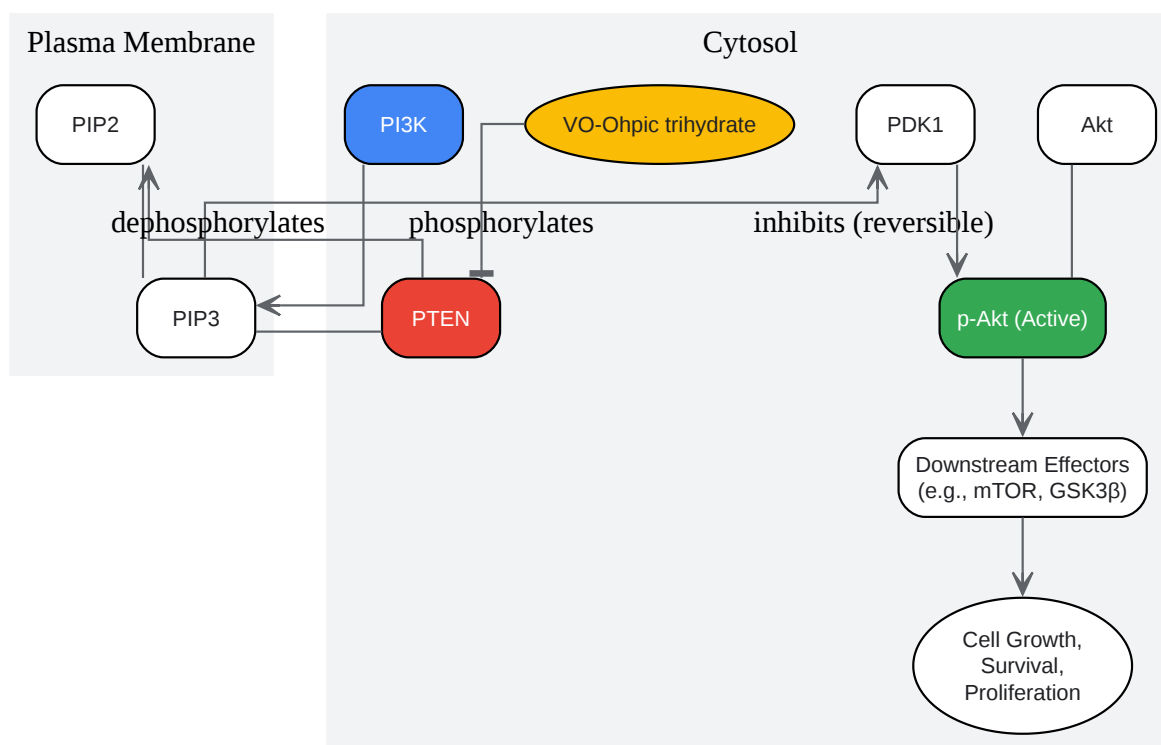 Plasma Membrane
Cytosol
PIP2
PI3K
VO-Ohpic trihydrate
PDK1
Akt
dephosphorylates
phosphorylates
inhibits (reversible)
PIP3
PTEN
p-Akt (Active)
Downstream Effectors
(e.g., mTOR, GSK3β)
Cell Growth,
Survival,
Proliferation